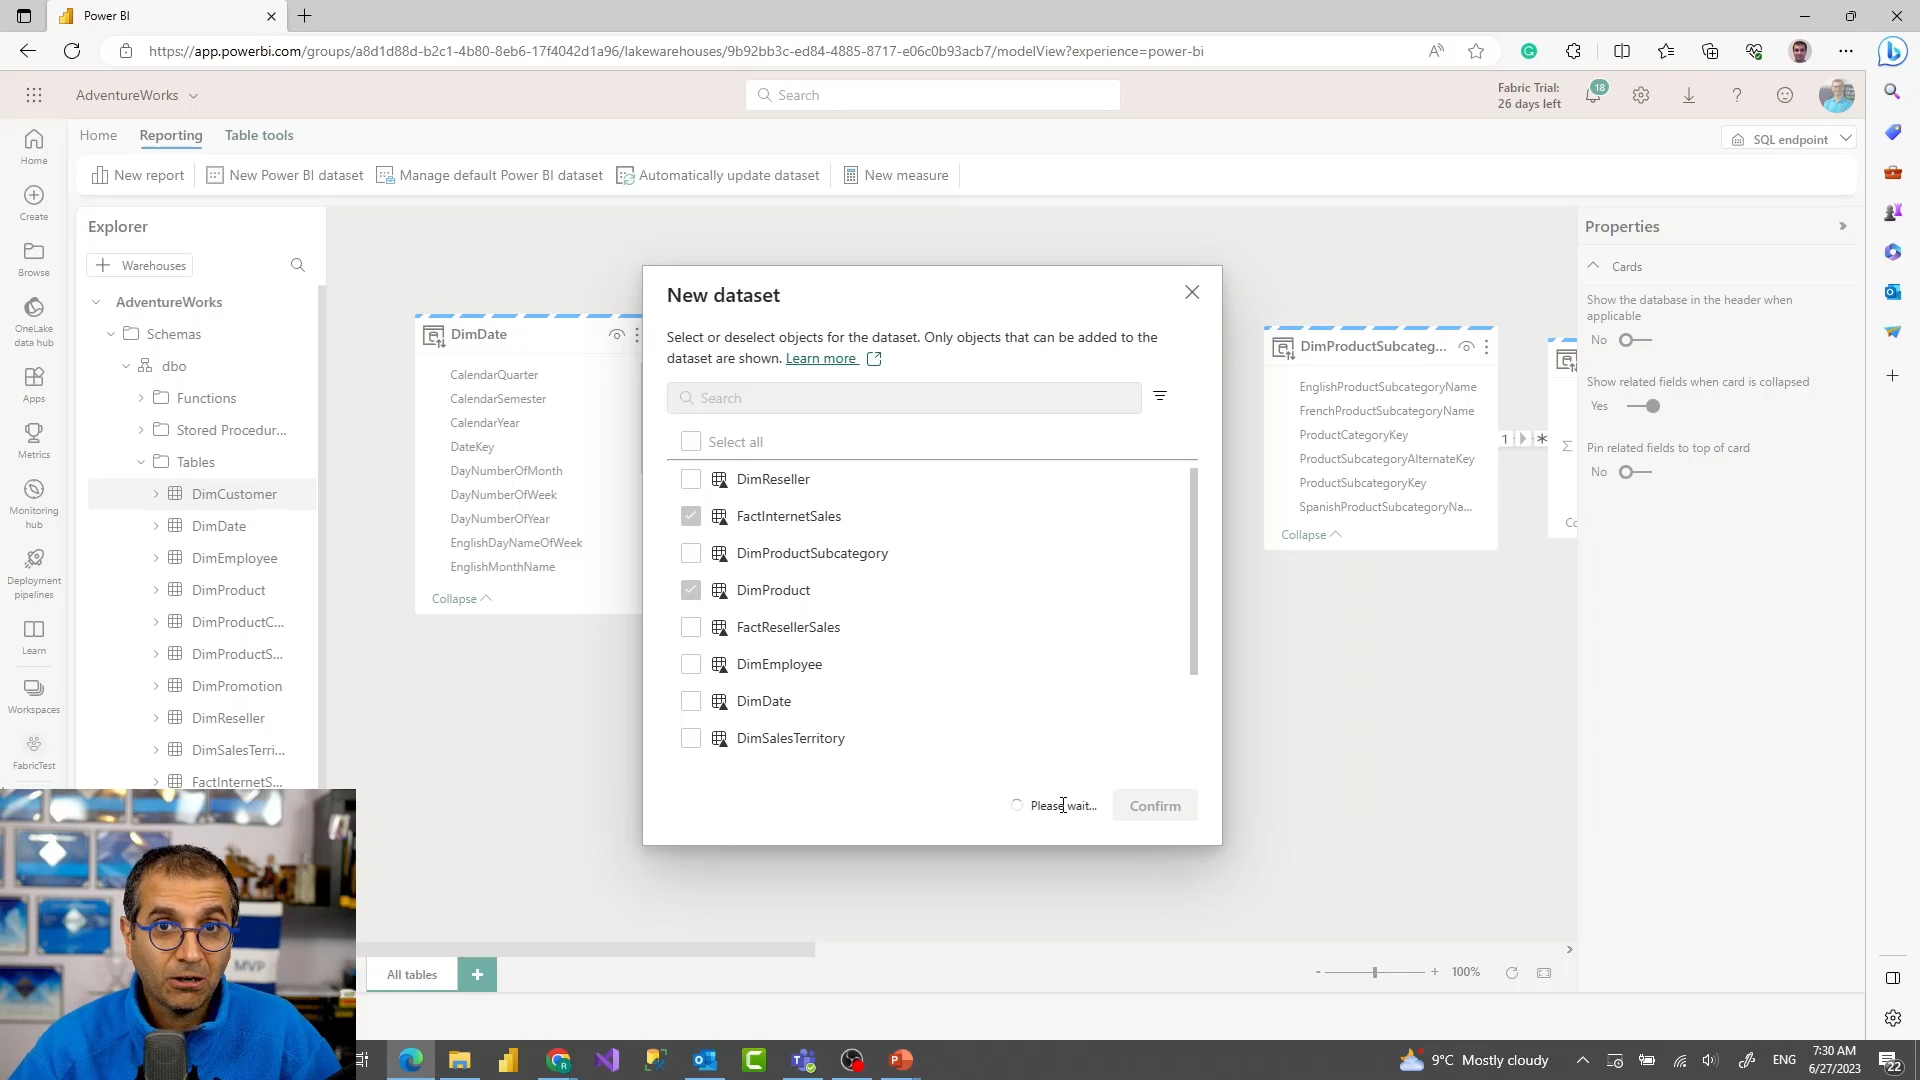 Power BI
https://app.powerbi.com/groups/a8d1d88d-b2c1-4b80-8eb6-17f4042d1a96/lakewarehouses/9b92bb3c-ed84-4885-8717-e06c0b93acb7/modelView?experience=power-bi
AdventureWorks
Search
Fabric Trial:
26 days left
18
Home
Reporting
Table tools
SQL endpoint
New report
New Power BI dataset
Manage default Power BI dataset
Automatically update dataset
New measure
Home
Create
Browse
OneLake
data hub
Apps
Metrics
Monitoring
hub
Deployment
pipelines
Learn
Workspaces
FabricTest
Explorer
Warehouses
AdventureWorks
Schemas
dbo
Functions
Stored Procedur...
Tables
DimCustomer
DimDate
DimEmployee
DimProduct
DimProductC...
DimProductS...
DimPromotion
DimReseller
DimSalesTerri...
FactInternetS...
DimDate
CalendarQuarter
CalendarSemester
CalendarYear
DateKey
DayNumberOfMonth
DayNumberOfWeek
DayNumberOfYear
EnglishDayNameOfWeek
EnglishMonthName
Collapse
New dataset
Select or deselect objects for the dataset. Only objects that can be added to the
dataset are shown. Learn more
Search
Select all
DimReseller
FactInternetSales
DimProductSubcategory
DimProduct
FactResellerSales
DimEmployee
DimDate
DimSalesTerritory
Please wait...
Confirm
DimProductSubcateg...
EnglishProductSubcategoryName
FrenchProductSubcategoryName
ProductCategoryKey
ProductSubcategoryAlternateKey
ProductSubcategoryKey
SpanishProductSubcategoryNa...
Collapse
1
*
Σ
Cc
Properties
Cards
Show the database in the header when
applicable
No
Show related fields when card is collapsed
Yes
Pin related fields to top of card
No
MVP
All tables
+
- + 100%
9°C Mostly cloudy
ENG
7:30 AM
6/27/2023
22